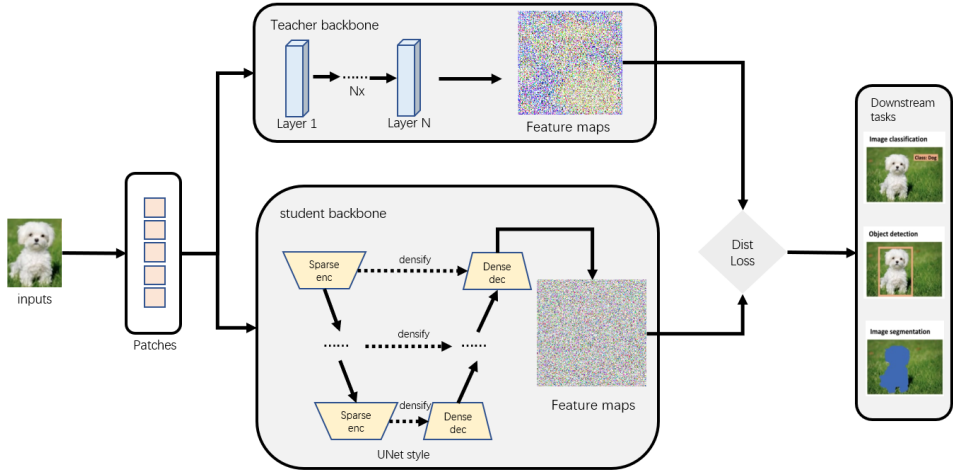 Teacher backbone
Nx
Layer 1
Layer N
Feature maps
inputs
Patches
student backbone
Sparse
enc
densify
Dense
dec
densify
Sparse
enc
densify
Dense
dec
UNet style
Feature maps
Dist
Loss
Downstream
tasks
Image classification
Class: Dog
Object detection
Image segmentation